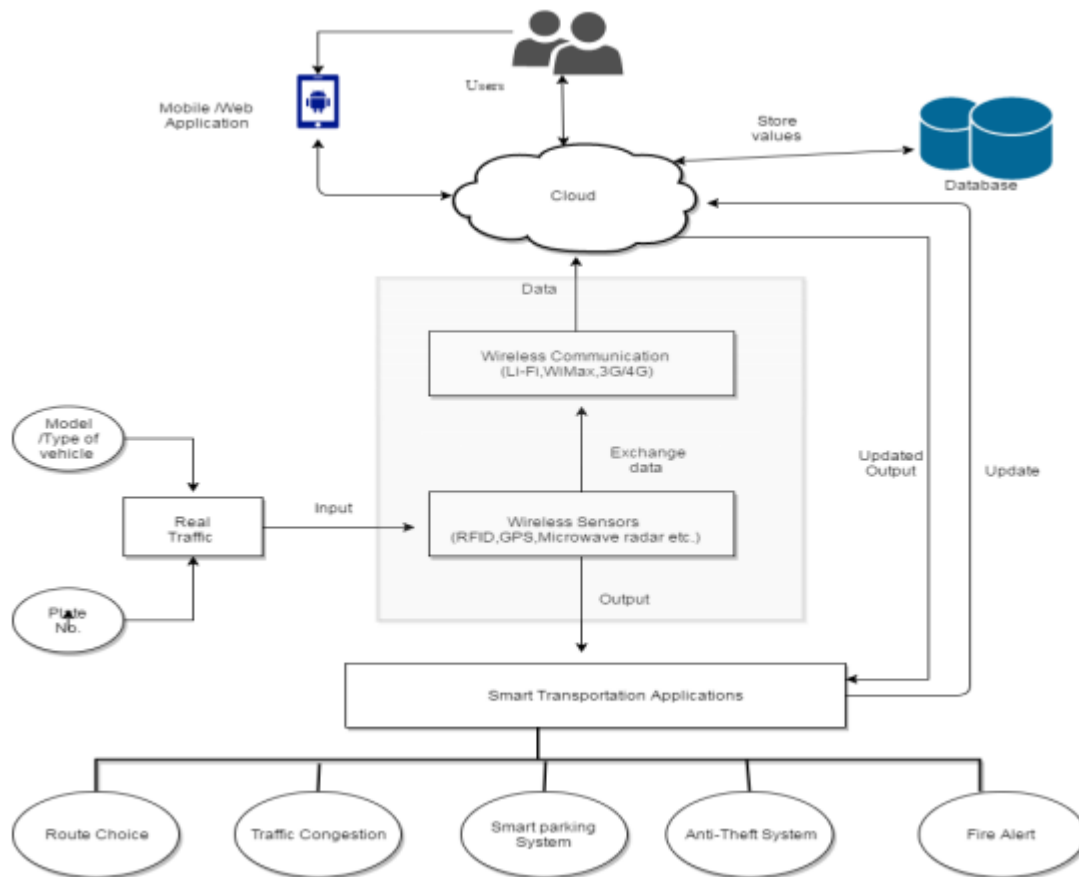 Users
Mobile /Web
Application
Store
values
Database
Cloud
Data
Wireless Communication
(Li-Fi,WiMax,3G/4G)
Model
/Type of
vehicle
Exchange
data
Updated
Output
Update
Real
Traffic
Input
Wireless Sensors
(RFID,GPS,Microwave radar etc.)
Plate
No.
Output
Smart Transportation Applications
Route Choice
Traffic Congestion
Smart parking
System
Anti-Theft System
Fire Alert